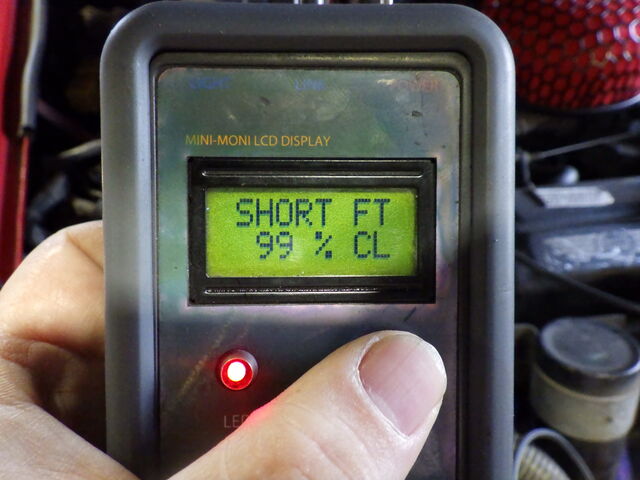 MINI-MONI LCD DISPLAY
SHORT FT
99 % CL